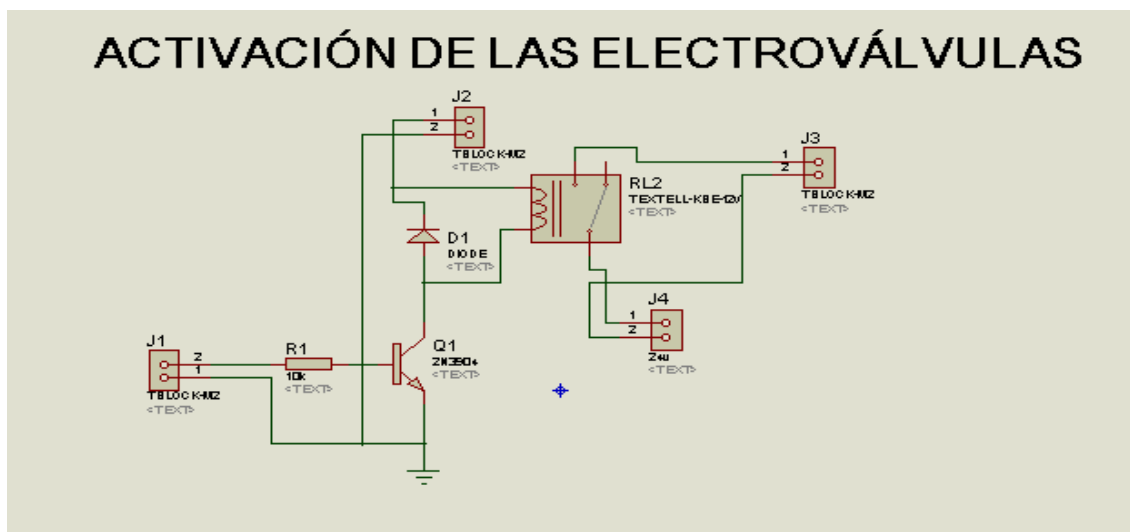 ACTIVACIÓN DE LAS ELECTROVÁLVULAS
J2
1
2
TBLOCK-M2
<TEXT>
J3
1
2
TBLOCK-M2
<TEXT>
RL2
TEXTELL-KBE-12V
<TEXT>
D1
DIODE
<TEXT>
J4
1
2
24v
<TEXT>
J1
2
1
TBLOCK-M2
<TEXT>
R1
10k
<TEXT>
Q1
2N3904
<TEXT>